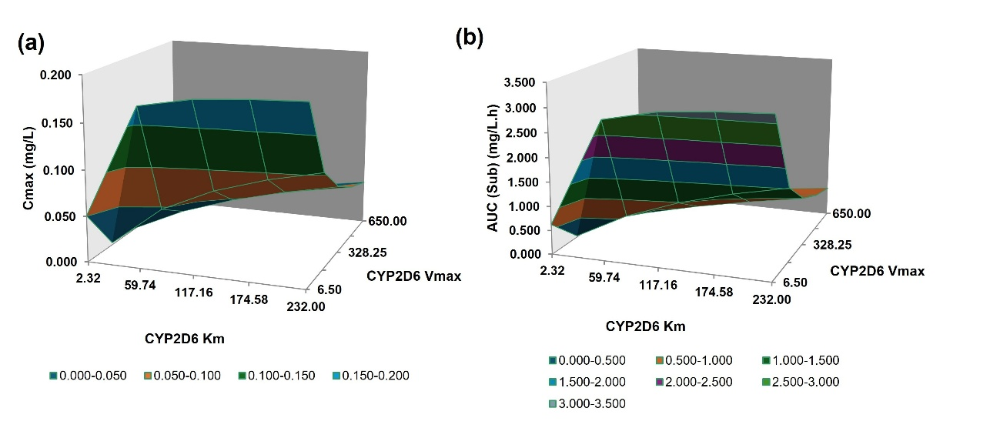 (a)
0.200
0.150
0.100
0.050
0.000
Cmax (mg/L)
2.32
59.74
117.16
174.58
232.00
CYP2D6 Km
6.50
328.25
650.00
CYP2D6 Vmax
0.000-0.050 0.050-0.100 0.100-0.150 0.150-0.200
(b)
3.500
3.000
2.500
2.000
1.500
1.000
0.500
0.000
AUC (Sub) (mg/L.h)
2.32
59.74
117.16
174.58
232.00
CYP2D6 Km
6.50
328.25
650.00
CYP2D6 Vmax
0.000-0.500 0.500-1.000 1.000-1.500
1.500-2.000 2.000-2.500 2.500-3.000
3.000-3.500